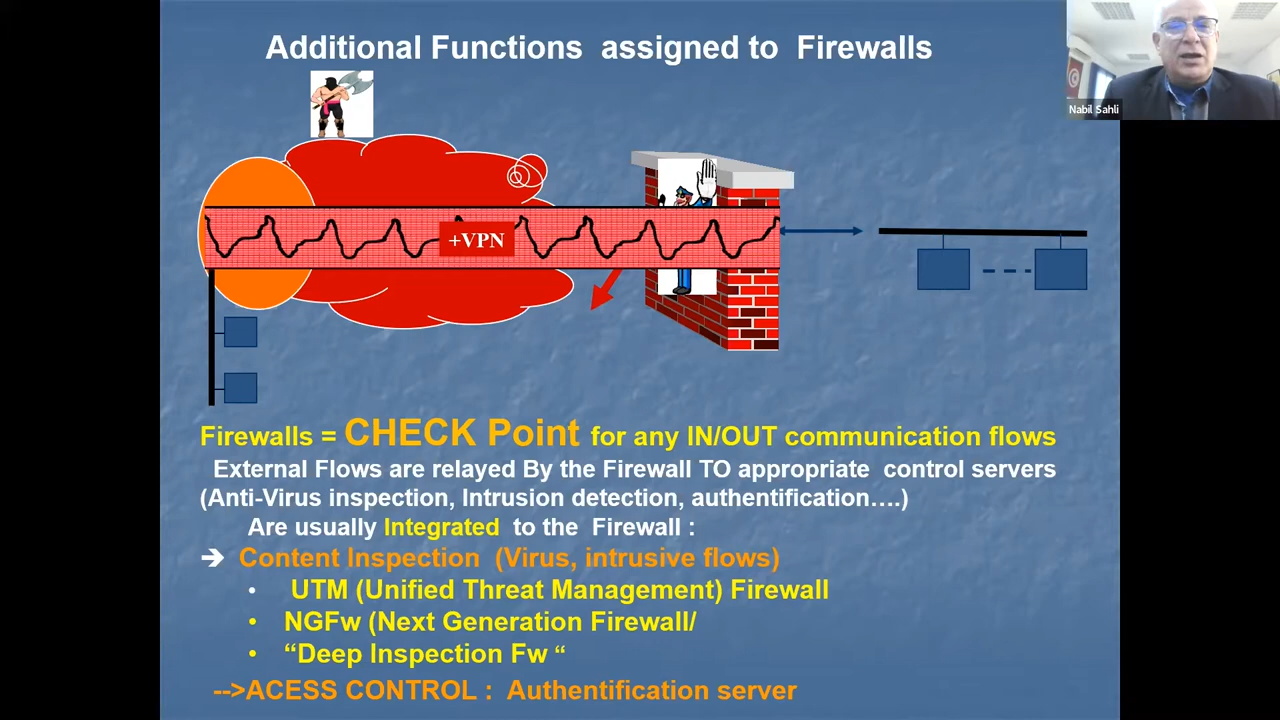 Additional Functions assigned to Firewalls
Nabil Sahli
+VPN
Firewalls = CHECK Point for any IN/OUT communication flows
External Flows are relayed By the Firewall TO appropriate control servers
(Anti-Virus inspection, Intrusion detection, authentification….)
Are usually Integrated to the Firewall :
➔ Content Inspection (Virus, intrusive flows)
• UTM (Unified Threat Management) Firewall
• NGFw (Next Generation Firewall/
• “Deep Inspection Fw “
-->ACESS CONTROL : Authentification server